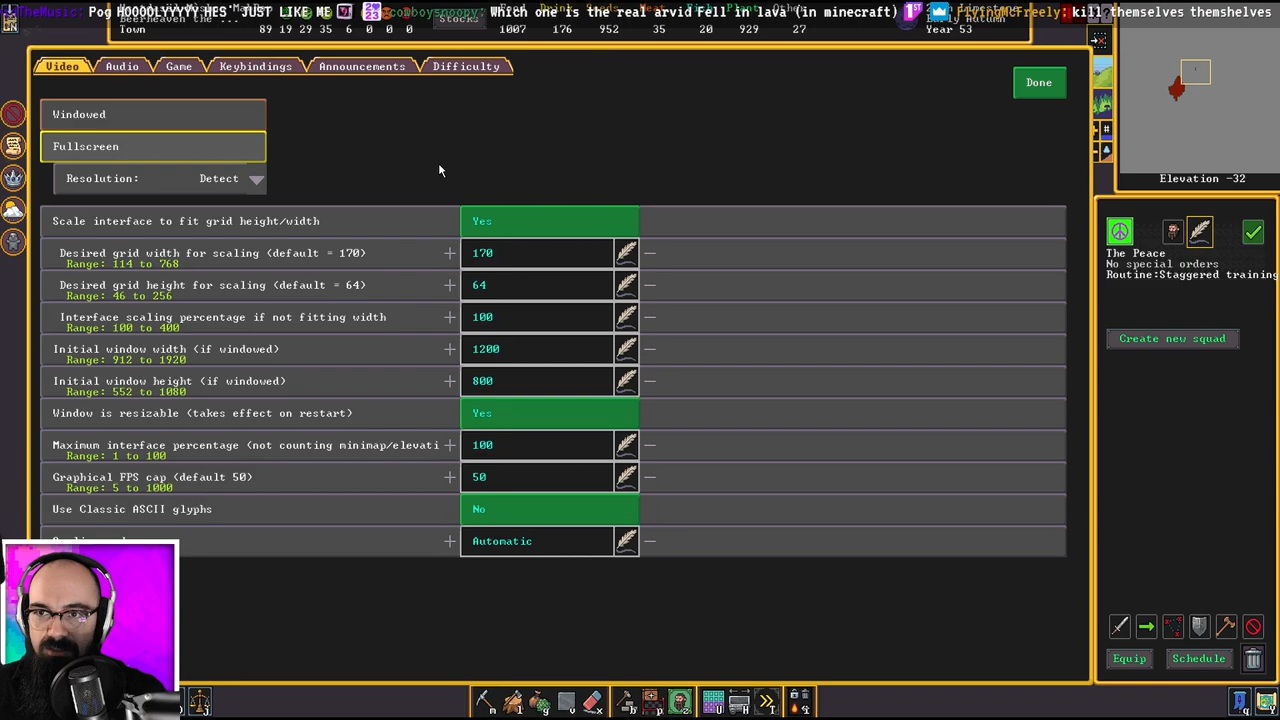 TheMusic: Pog NOOOOLIVYYY HES JUST LIKE ME cowboysnoopy: Which one is the real arvid Fell in lava (in minecraft) 1ST LivingMcFreely: kill themselves themshelves
Town 89 19 29 35 6 0 0 0 Stocks: 1007 176 952 35 20 929 27 Early Autumn
Year 53
Video Audio Game Keybindings Announcements Difficulty
Done
Windowed
Fullscreen
Resolution: Detect
Elevation -32
Scale interface to fit grid height/width Yes
Desired grid width for scaling (default = 170) 170
Range: 114 to 768
Desired grid height for scaling (default = 64) 64
Range: 46 to 256
Interface scaling percentage if not fitting width 100
Range: 100 to 400
Initial window width (if windowed) 1200
Range: 912 to 1920
Initial window height (if windowed) 800
Range: 552 to 1080
Window is resizable (takes effect on restart) Yes
Maximum interface percentage (not counting minimap/elevati 100
Range: 1 to 100
Graphical FPS cap (default 50) 50
Range: 5 to 1000
Use Classic ASCII glyphs No
Automatic
The Peace
No special orders
Routine:Staggered training
Create new squad
Equip Schedule